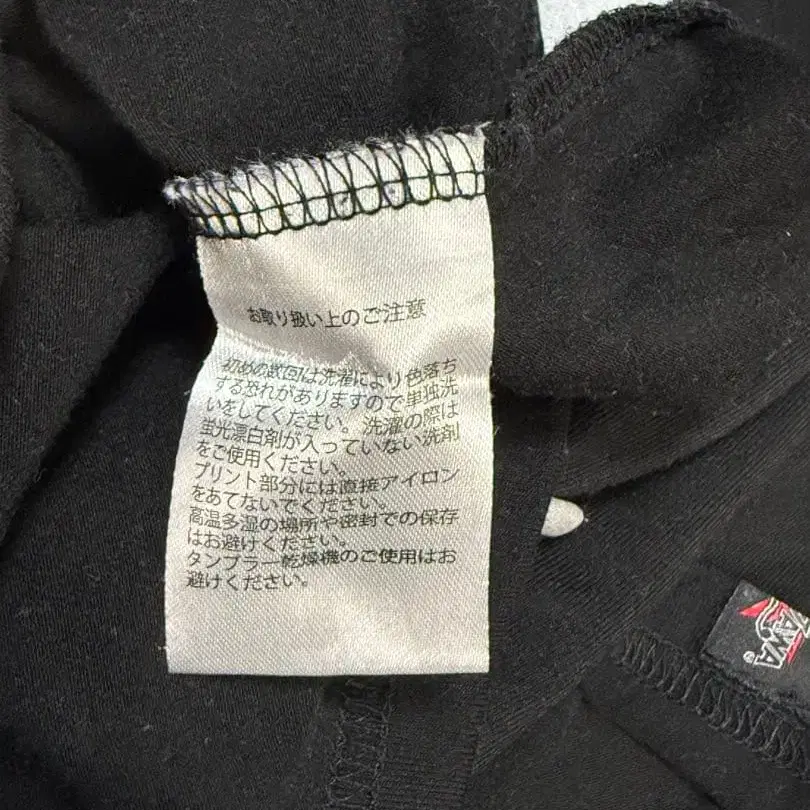 お取り扱い上のご注意
初めの数回は洗濯により色落ち
する恐れがありますので単独洗
いをしてください。洗濯の際は
蛍光漂白剤が入っていない洗剤
をご使用ください。
プリント部分には直接アイロン
をあてないでください。
高温多湿の場所や密封での保存
はお避けください。
タンブラー乾燥機のご使用はお
避けください。